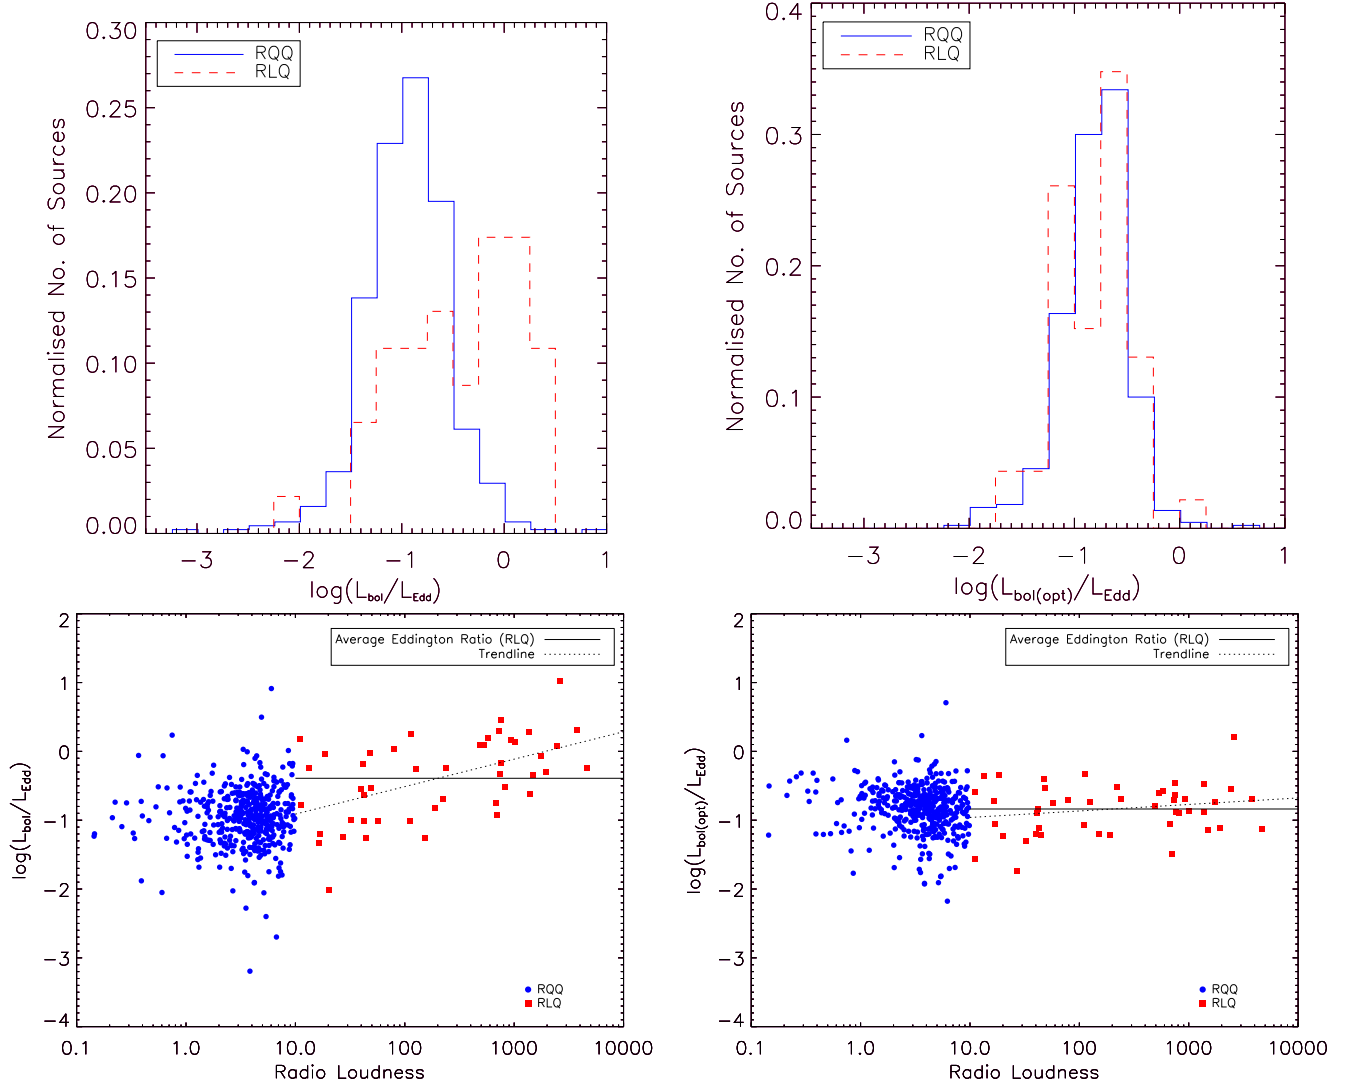 0.30
0.25
0.20
0.15
0.10
0.05
0.00
Normalised No. of Sources
RQQ
RLQ
−3 −2 −1 0 1
log(L_bol/L_Edd)
0.4
0.3
0.2
0.1
0.0
Normalised No. of Sources
RQQ
RLQ
−3 −2 −1 0 1
log(L_bol(opt)/L_Edd)
2
1
0
−1
−2
−3
−4
log(L_bol/L_Edd)
Average Eddington Ratio (RLQ)
Trendline
RQQ
RLQ
0.1 1.0 10.0 100 1000 10000
Radio Loudness
2
1
0
−1
−2
−3
−4
log(L_bol(opt)/L_Edd)
Average Eddington Ratio (RLQ)
Trendline
RQQ
RLQ
0.1 1.0 10.0 100 1000 10000
Radio Loudness